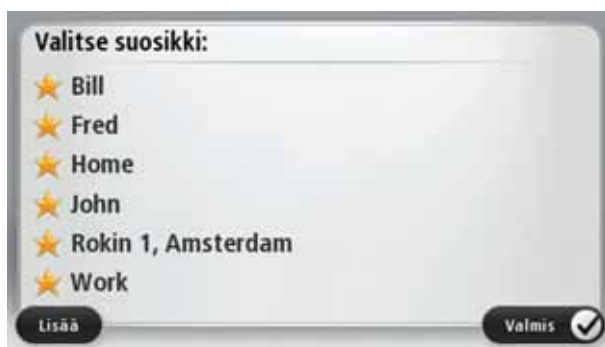 Valitse suosikki:
Bill
Fred
Home
John
Rokin 1, Amsterdam
Work
Lisää
Valmis